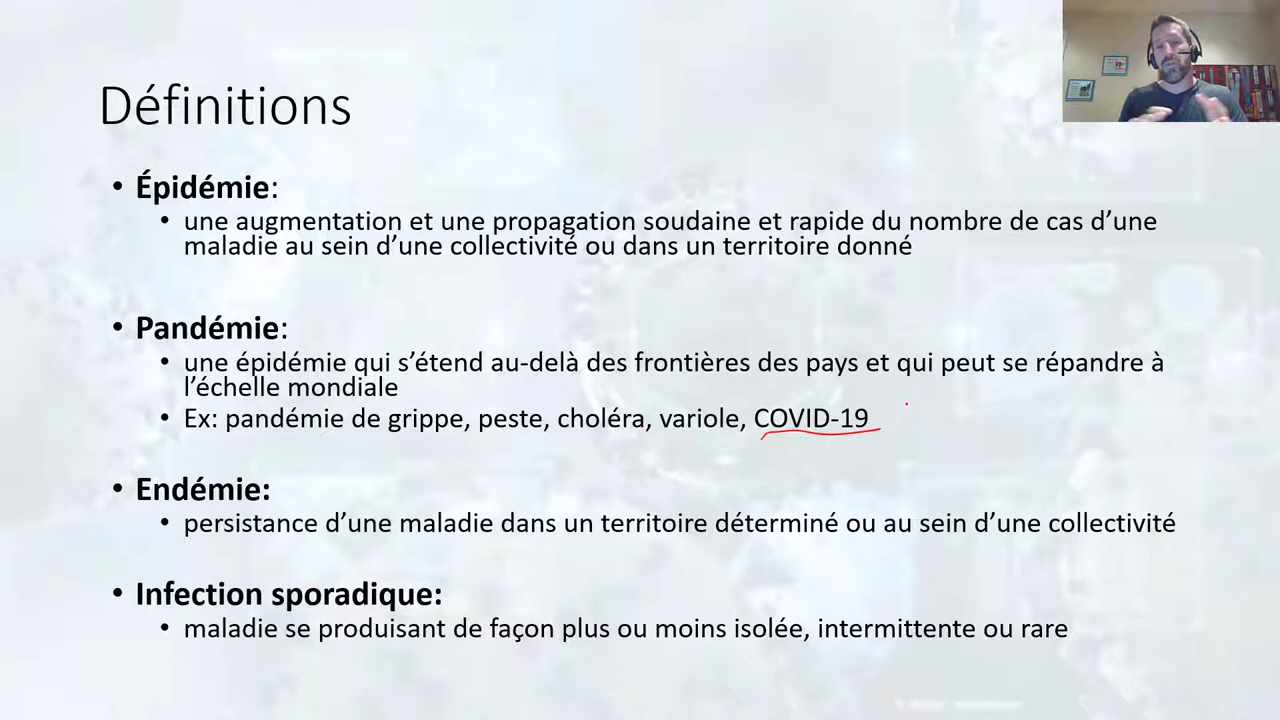 Définitions
• Épidémie:
• une augmentation et une propagation soudaine et rapide du nombre de cas d’une
maladie au sein d’une collectivité ou dans un territoire donné
• Pandémie:
• une épidémie qui s’étend au-delà des frontières des pays et qui peut se répandre à
l’échelle mondiale
• Ex: pandémie de grippe, peste, choléra, variole, COVID-19
• Endémie:
• persistance d’une maladie dans un territoire déterminé ou au sein d’une collectivité
• Infection sporadique:
• maladie se produisant de façon plus ou moins isolée, intermittente ou rare